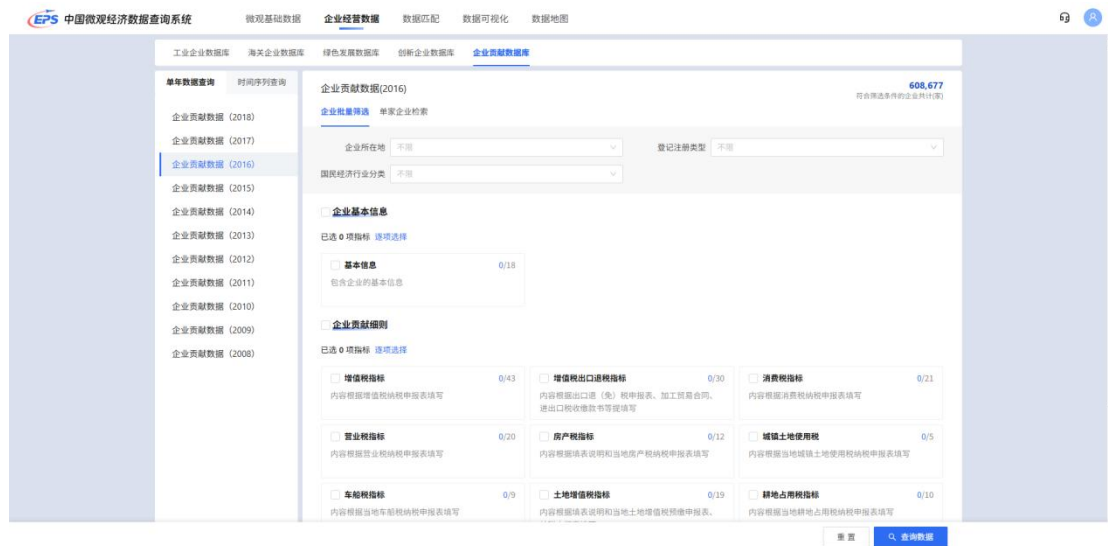 EPS 中国微观经济数据查询系统 微观基础数据 企业经营数据 数据匹配 数据可视化 数据地图
工业企业数据库 海关企业数据库 绿色发展数据库 创新企业数据库 企业贡献数据库
单年数据查询 时间序列查询
企业贡献数据 (2018)
企业贡献数据 (2017)
企业贡献数据 (2016)
企业贡献数据 (2015)
企业贡献数据 (2014)
企业贡献数据 (2013)
企业贡献数据 (2012)
企业贡献数据 (2011)
企业贡献数据 (2010)
企业贡献数据 (2009)
企业贡献数据 (2008)
企业贡献数据(2016)
608,677
符合筛选条件的企业共计(家)
企业批量筛选 单家企业检索
企业所在地 不限 登记注册类型 不限
国民经济行业分类 不限
企业基本信息
已选 0 项指标 逐项选择
基本信息 0/18
包含企业的基本信息
企业贡献细则
已选 0 项指标 逐项选择
增值税指标 0/43
内容根据增值税纳税申报表填写
增值税出口退税指标 0/30
内容根据出口退(免)税申报表、加工贸易合同、
进出口税收缴款书等提填写
消费税指标 0/21
内容根据消费税纳税申报表填写
营业税指标 0/20
内容根据营业税纳税申报表填写
房产税指标 0/12
内容根据填表说明和当地房产税纳税申报表填写
城镇土地使用税 0/5
内容根据当地城镇土地使用税纳税申报表填写
车船税指标 0/9
内容根据当地车船税纳税申报表填写
土地增值税指标 0/19
内容根据填表说明和当地土地增值税预缴申报表、
耕地占用税指标 0/10
内容根据当地耕地占用税纳税申报表填写
重置 查询数据